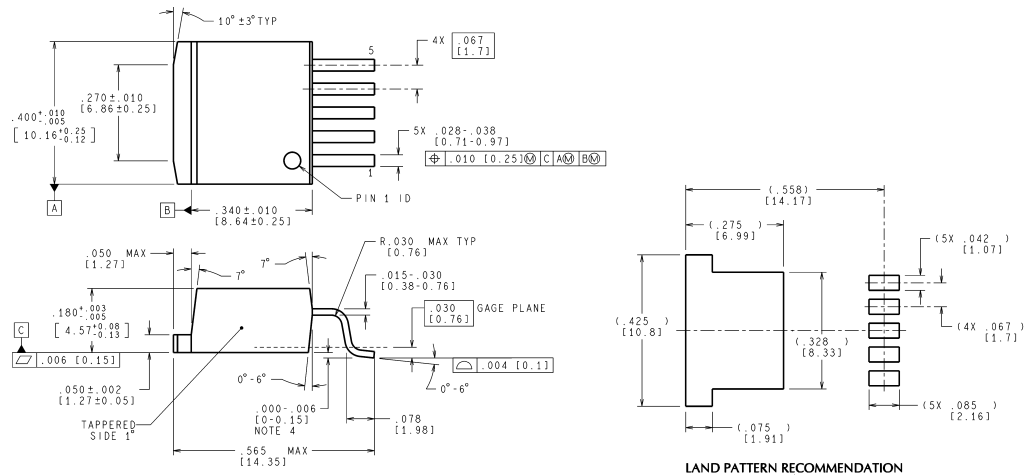 10° ±3° TYP
5
4X .067
[1.7]
.270±.010
[6.86±0.25]
.400+.010-.005
[ 10.16+0.25-0.12 ]
5X .028-.038
[0.71-0.97]
⌖ .010 [0.25]Ⓜ C AⓂ BⓂ
1
PIN 1 ID
A
B
.340±.010
[8.64±0.25]
.050 MAX
[1.27]
7°
7°
R.030 MAX TYP
[0.76]
.015-.030
[0.38-0.76]
.030
[0.76]
GAGE PLANE
.180+.003-.005
[ 4.57+0.08-0.13 ]
C
⏥ .006 [0.15]
⌓ .004 [0.1]
0°-6°
0°-6°
.050±.002
[1.27±0.05]
.000-.006
[0-0.15]
NOTE 4
.078
[1.98]
TAPPERED
SIDE 1°
.565 MAX
[14.35]
(.558)
[14.17]
(.275 )
[6.99]
(5X .042 )
[1.07]
(.425 )
[10.8]
(.328 )
[8.33]
(4X .067)
[1.7]
(5X .085 )
[2.16]
(.075 )
[1.91]
LAND PATTERN RECOMMENDATION